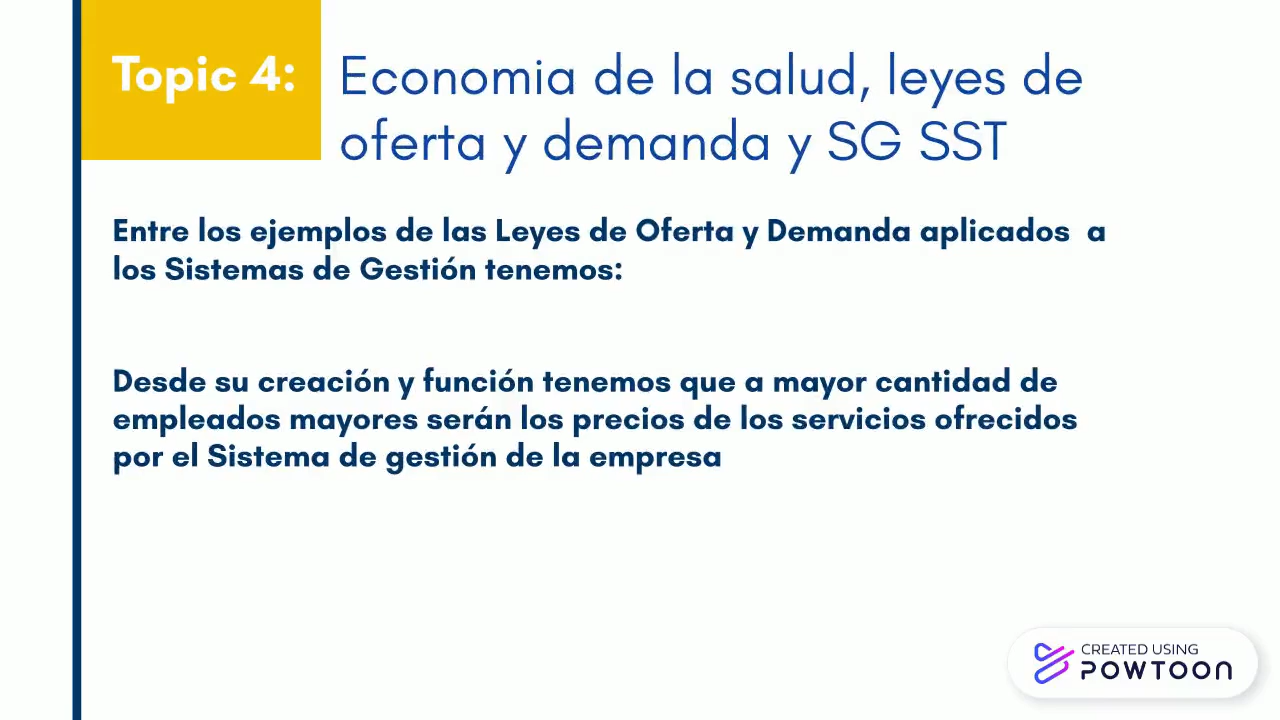 Topic 4:
Economia de la salud, leyes de
oferta y demanda y SG SST
Entre los ejemplos de las Leyes de Oferta y Demanda aplicados  a
los Sistemas de Gestión tenemos:
Desde su creación y función tenemos que a mayor cantidad de
empleados mayores serán los precios de los servicios ofrecidos
por el Sistema de gestión de la empresa
CREATED USING
POWTOON